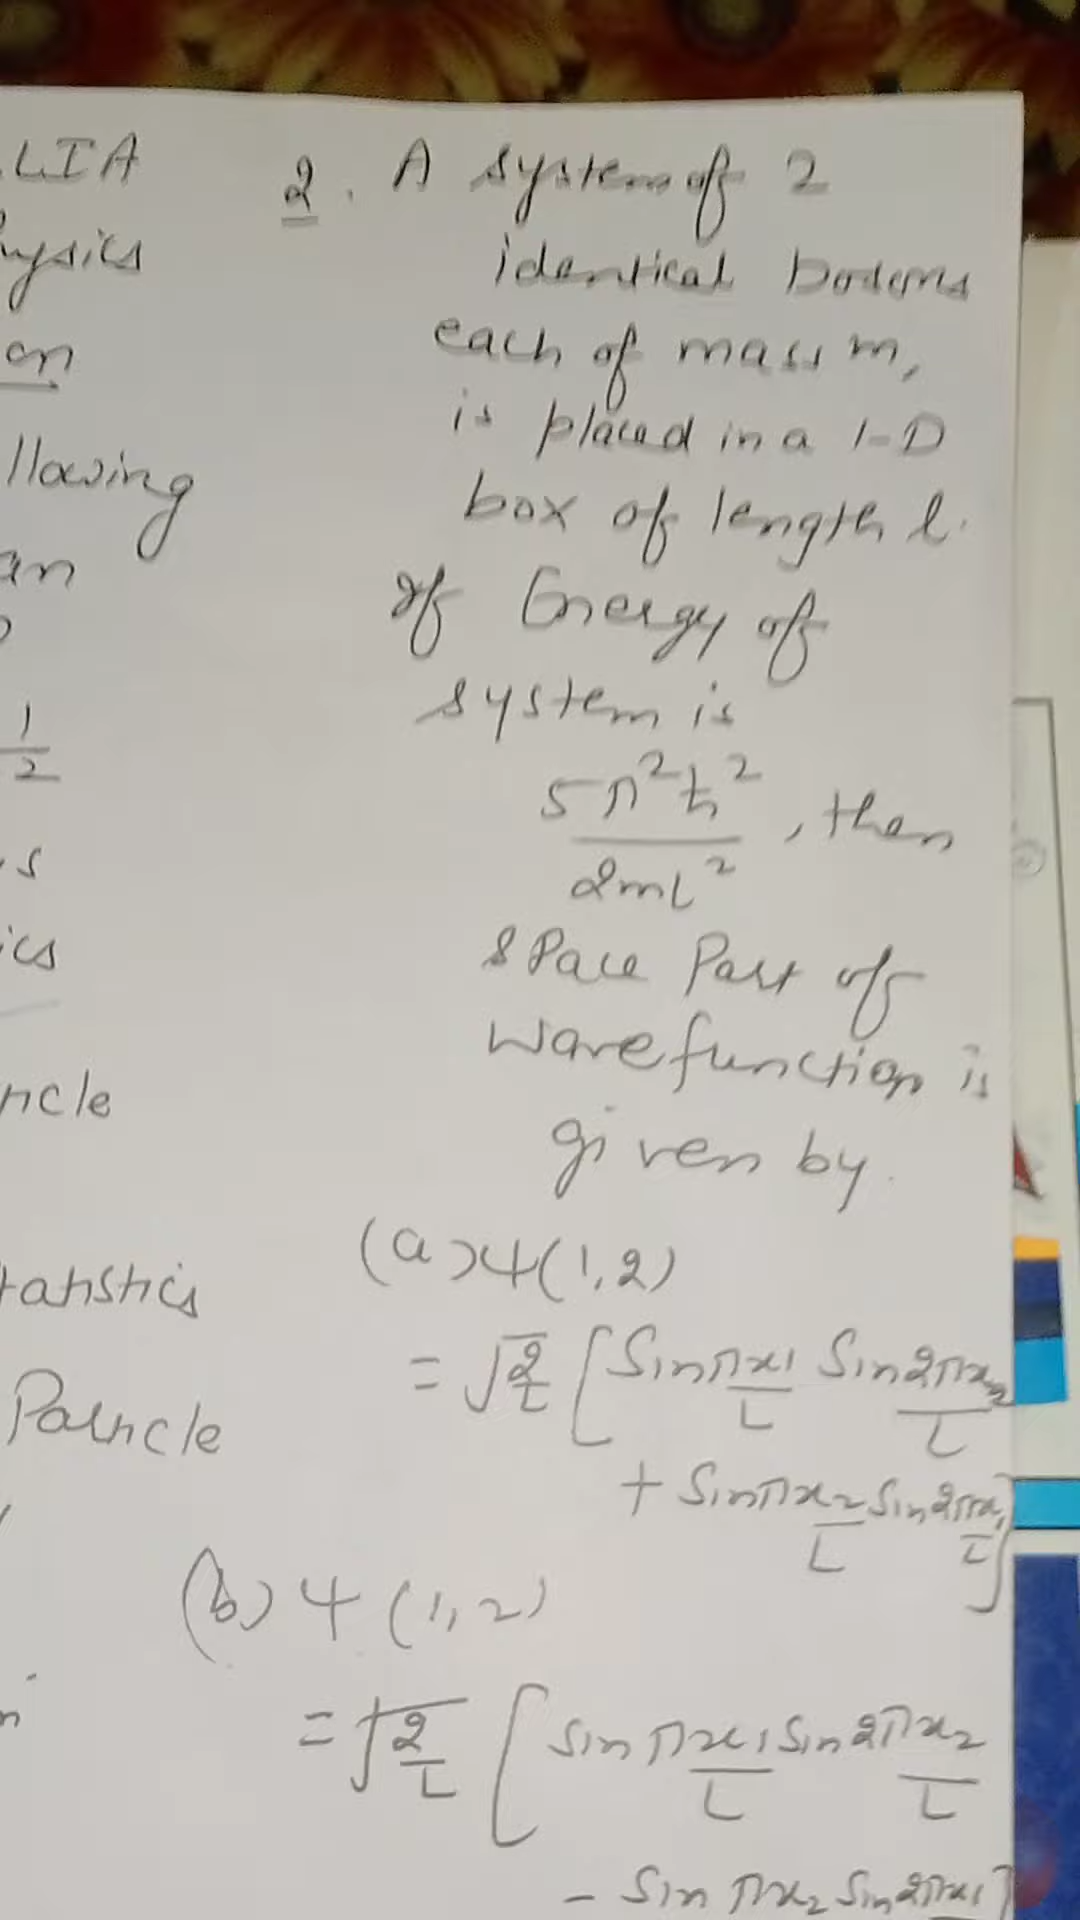 LIA
hysics
on
llowing
an
1
2
s
ics
ncle
tatistics
Particle
2. A system of 2
identical bosons
each of mass m,
is placed in a 1-D
box of length l.
If Energy of
system is
5π²ħ² / 2mL², then
space Part of
wavefunction is
given by.
(a) ψ(1,2)
= √2/L [Sin πx1/L Sin 2πx2/L
+ Sin πx2/L Sin 2πx1/L]
(b) ψ(1,2)
= √2/L [Sin πx1/L Sin 2πx2/L
- Sin πx2 Sin 2πx1]